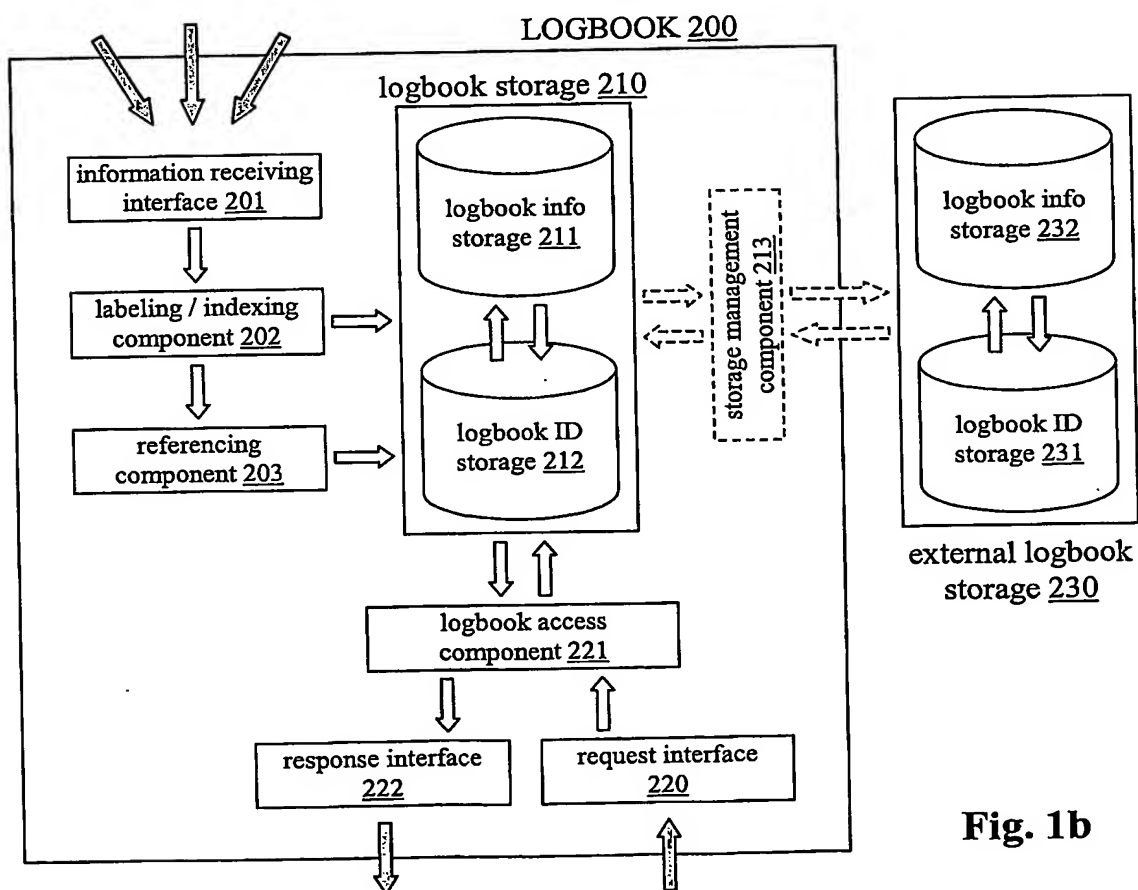 LOGBOOK 200
logbook storage 210
information receiving
interface 201
labeling / indexing
component 202
referencing
component 203
logbook info
storage 211
logbook ID
storage 212
storage management
component 213
logbook info
storage 232
logbook ID
storage 231
external logbook
storage 230
logbook access
component 221
response interface
222
request interface
220
Fig. 1b